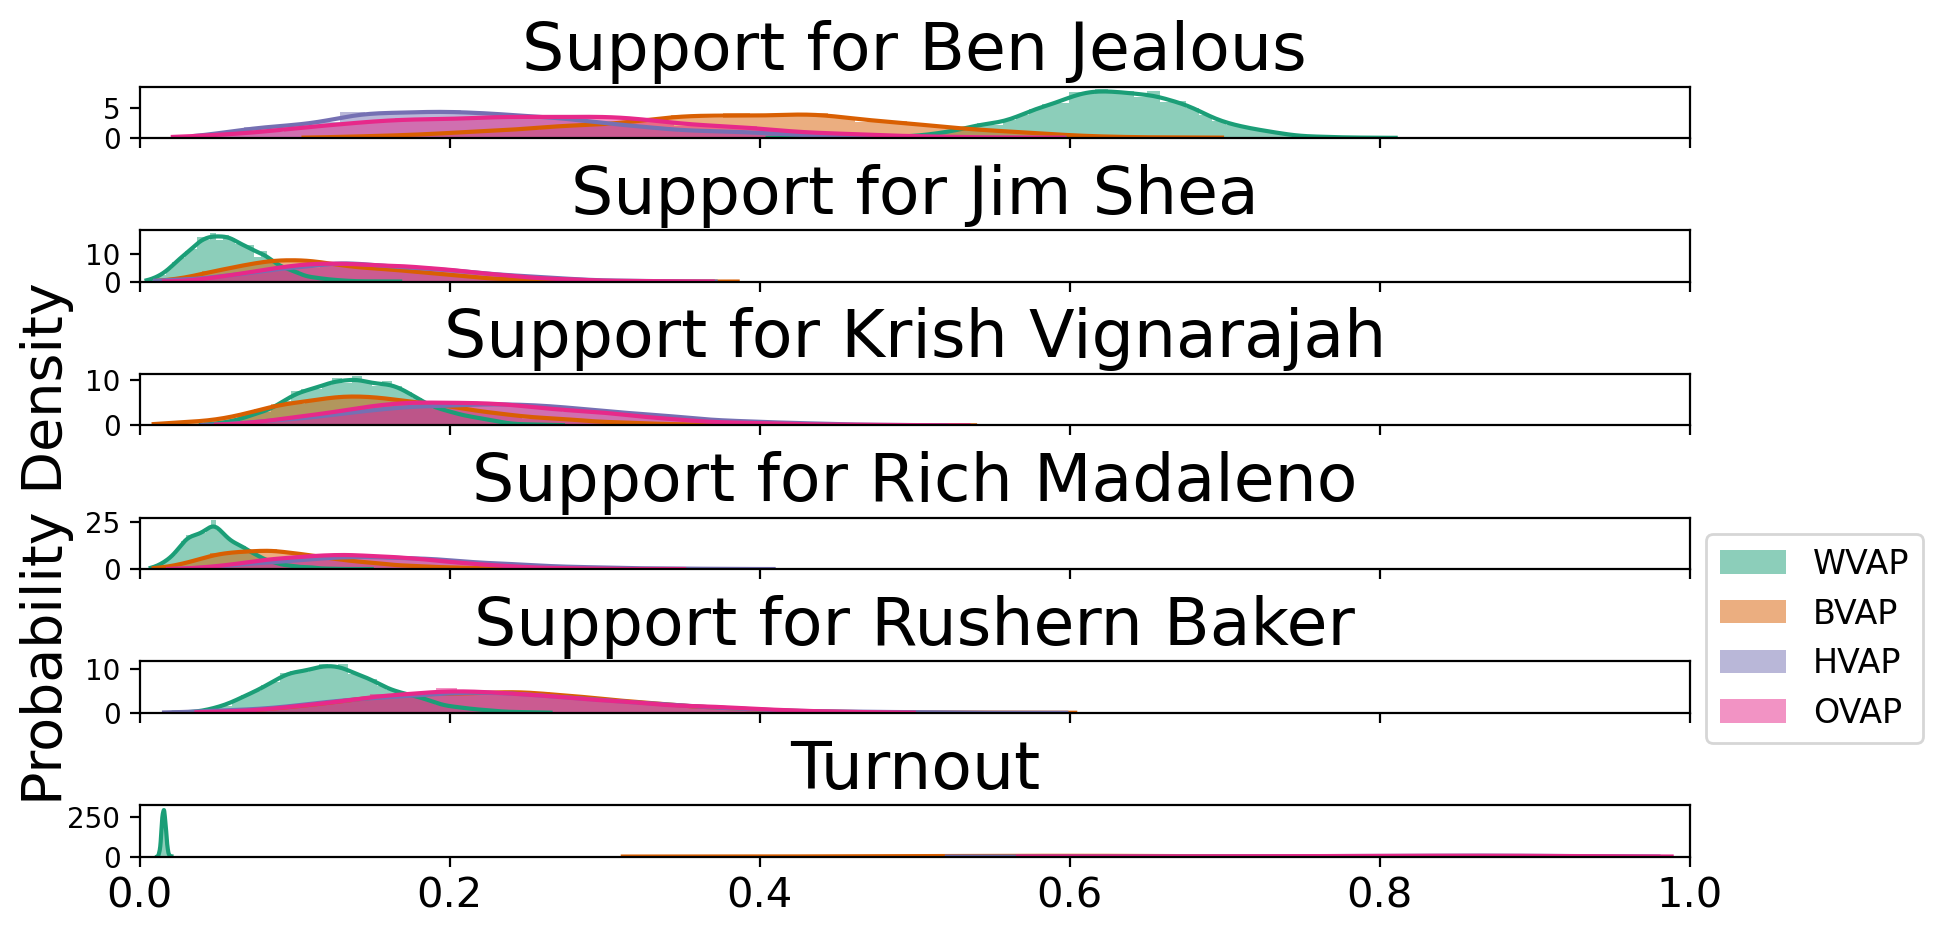 Support for Ben Jealous
5
0
Support for Jim Shea
10
0
Support for Krish Vignarajah
10
0
Support for Rich Madaleno
25
0
Support for Rushern Baker
10
0
Turnout
250
0
0.0 0.2 0.4 0.6 0.8 1.0
Probability Density
WVAP
BVAP
HVAP
OVAP